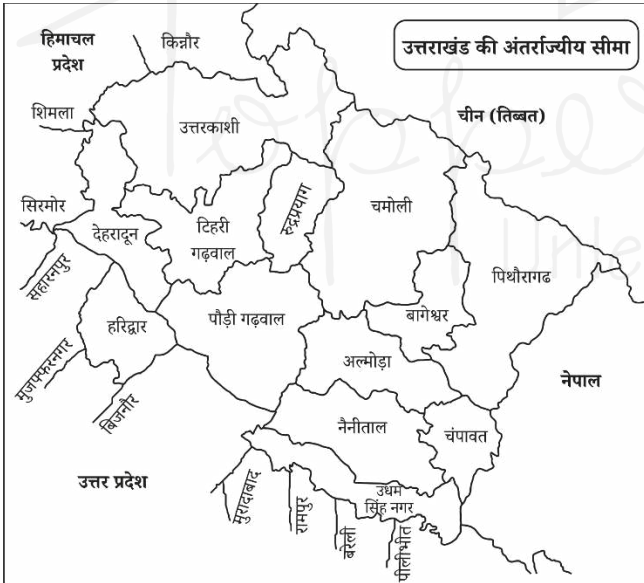 उत्तराखंड की अंतर्राज्यीय सीमा
हिमाचल
प्रदेश
किन्नौर
चीन (तिब्बत)
शिमला
उत्तरकाशी
सिरमोर
देहरादून
टिहरी
गढ़वाल
रुद्रप्रयाग
चमोली
पिथौरागढ
सहारनपुर
हरिद्वार
पौड़ी गढ़वाल
बागेश्वर
अल्मोड़ा
नेपाल
मुजफ्फरनगर
बिजनौर
नैनीताल
चंपावत
उत्तर प्रदेश
मुरादाबाद
रामपुर
बरेली
पीलीभीत
उधम
सिंह नगर